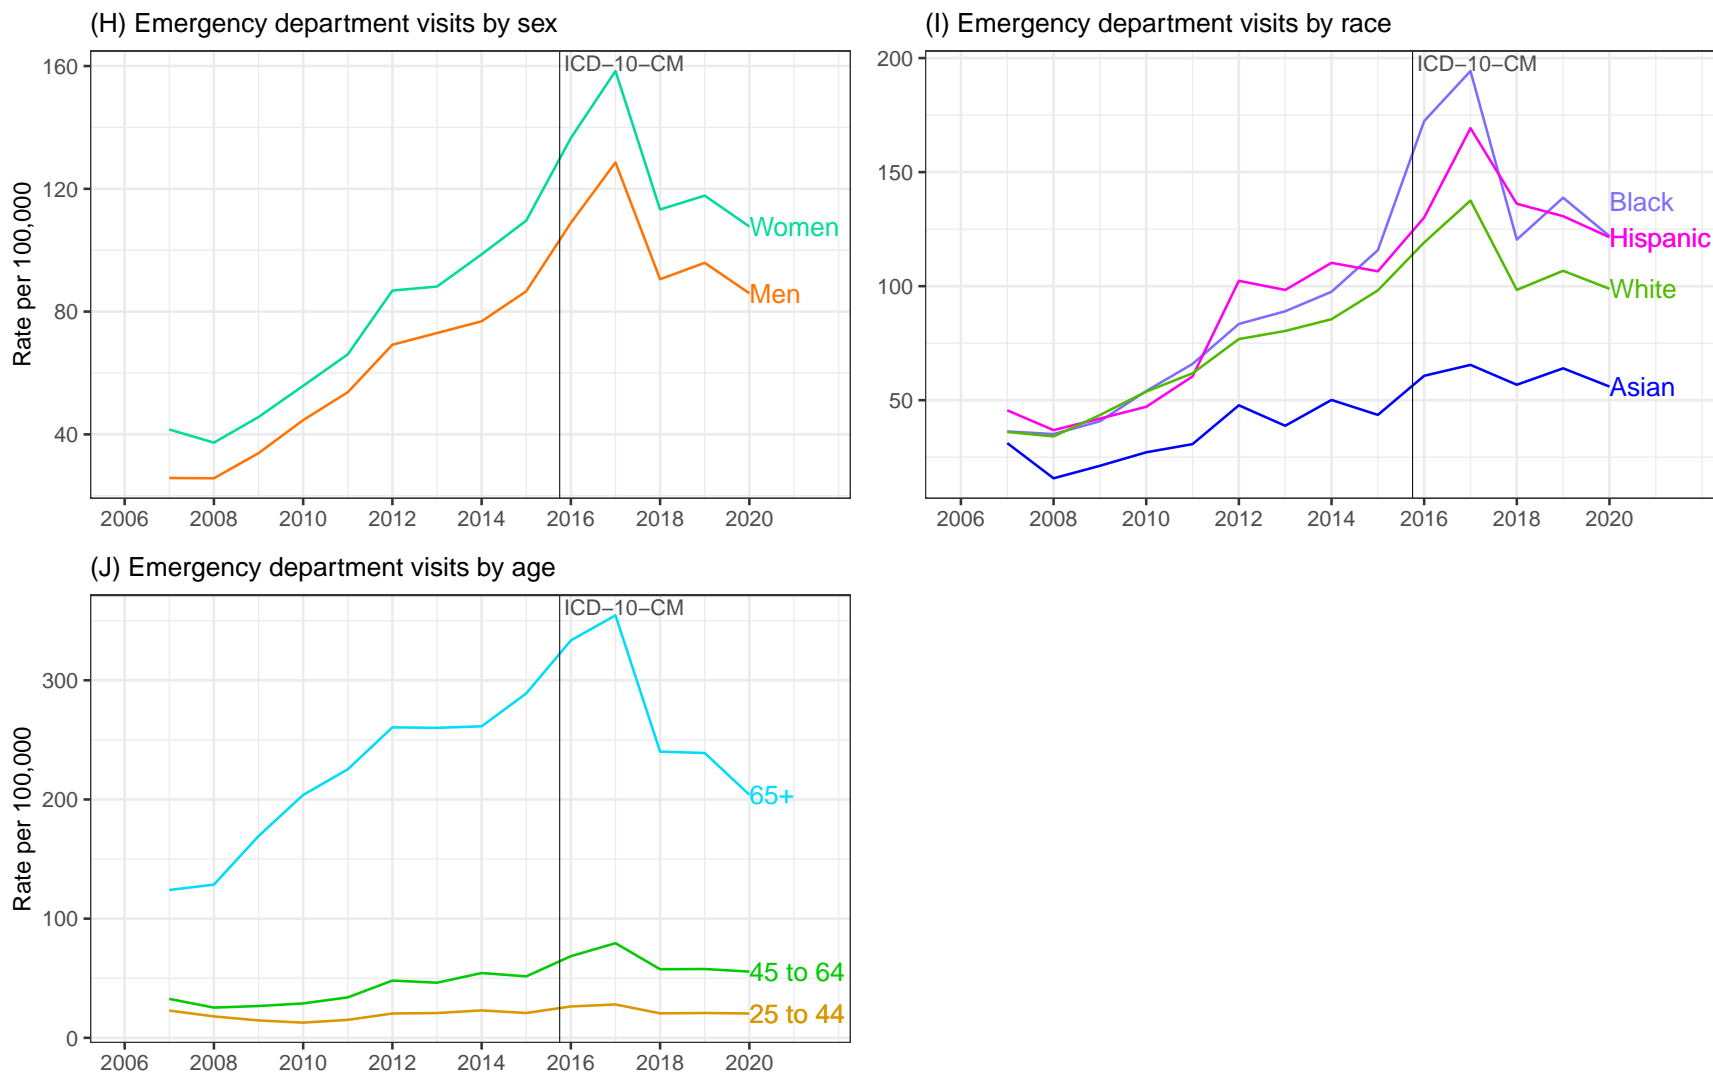 (H) Emergency department visits by sex
Rate per 100,000
160
120
80
40
ICD−10−CM
Women
Men
2006 2008 2010 2012 2014 2016 2018 2020
(I) Emergency department visits by race
200
150
100
50
ICD−10−CM
Black
Hispanic
White
Asian
2006 2008 2010 2012 2014 2016 2018 2020
(J) Emergency department visits by age
Rate per 100,000
300
200
100
0
ICD−10−CM
65+
45 to 64
25 to 44
2006 2008 2010 2012 2014 2016 2018 2020